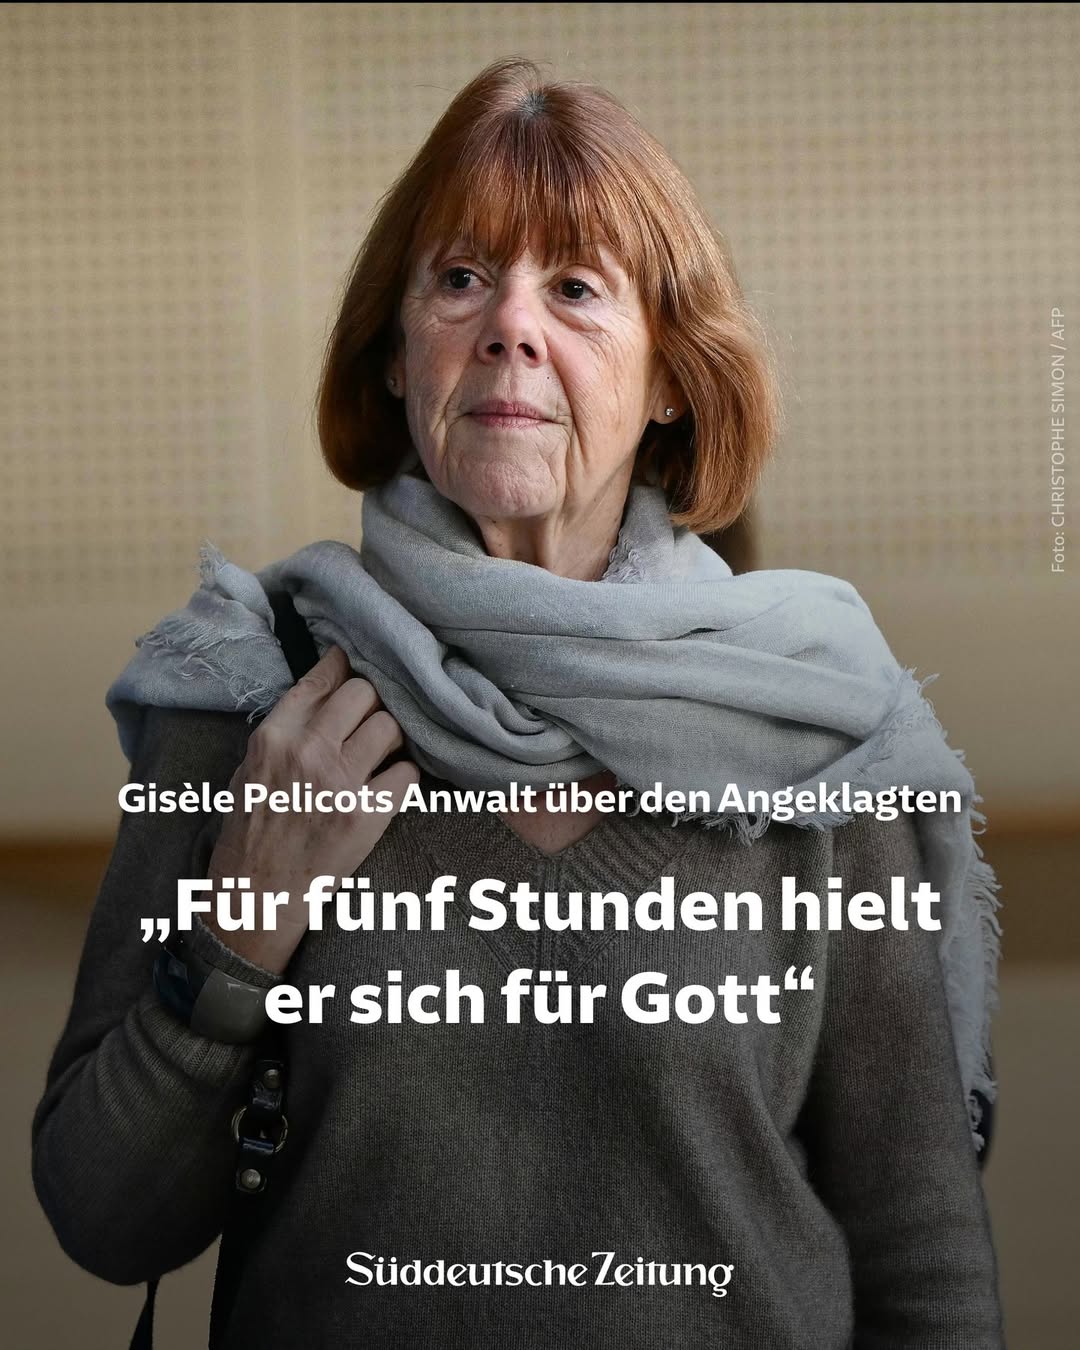 Foto: CHRISTOPHE SIMON / AFP
Gisèle Pelicots Anwalt über den Angeklagten
„Für fünf Stunden hielt
er sich für Gott“
Süddeutsche Zeitung